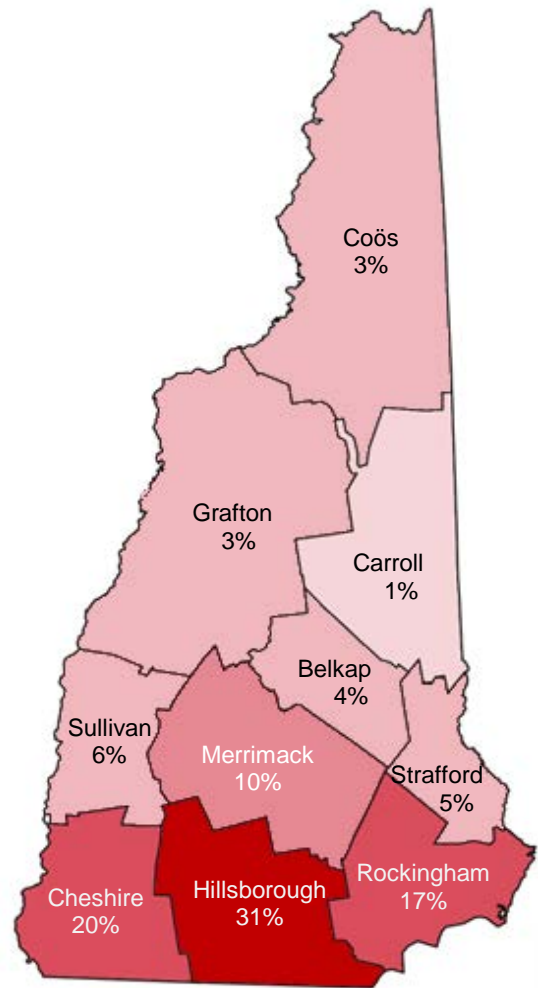 Coös
3%
Grafton
3%
Carroll
1%
Belkap
4%
Sullivan
6%
Merrimack
10%
Strafford
5%
Cheshire
20%
Hillsborough
31%
Rockingham
17%